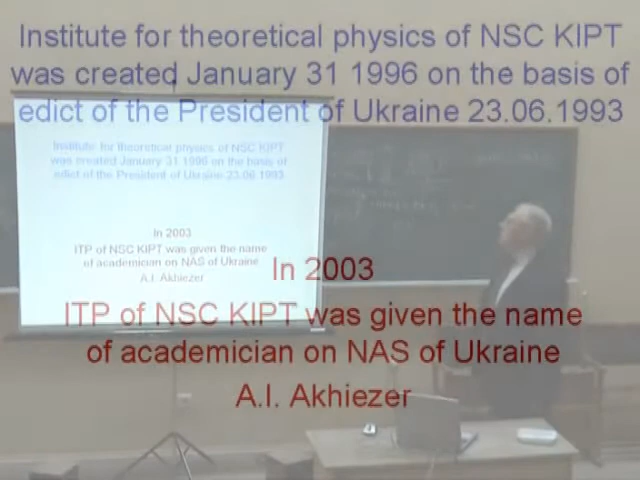 Institute for theoretical physics of NSC KIPT
was created January 31 1996 on the basis of
edict of the President of Ukraine 23.06.1993
Institute for theoretical physics of NSC KIPT
was created January 31 1996 on the basis of
edict of the President of Ukraine 23.06.1993
In 2003
ITP of NSC KIPT was given the name
of academician on NAS of Ukraine
A.I. Akhiezer
In 2003
ITP of NSC KIPT was given the name
of academician on NAS of Ukraine
A.I. Akhiezer